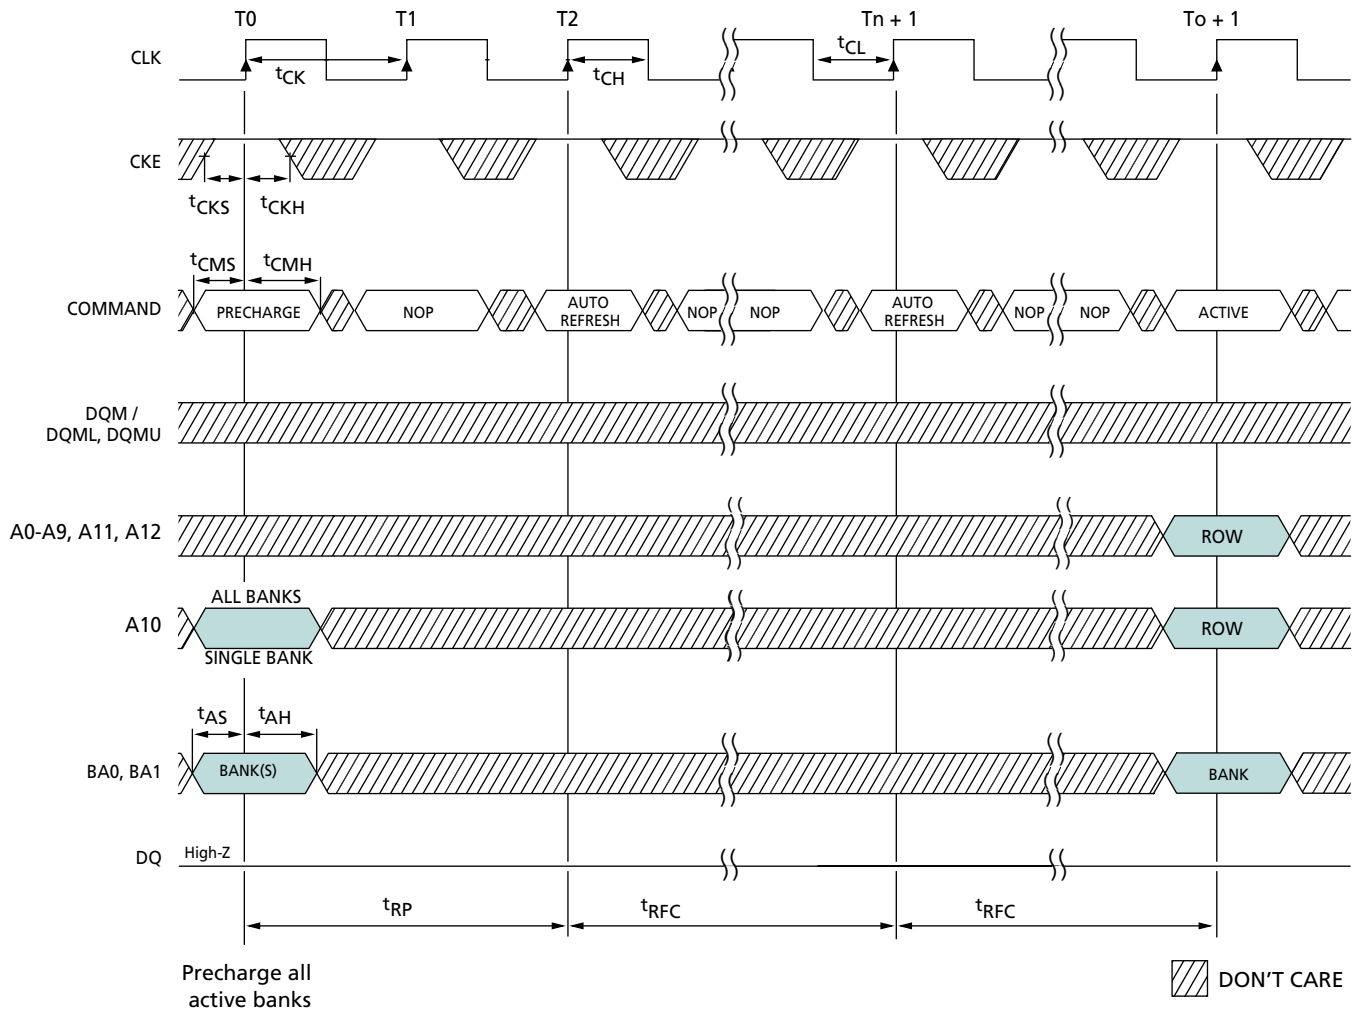 T0 T1 T2 Tn + 1 To + 1
CLK
tCK tCH tCL
CKE
tCKS tCKH
tCMS tCMH
COMMAND PRECHARGE NOP AUTO REFRESH NOP NOP AUTO REFRESH NOP NOP ACTIVE
DQM /
DQML, DQMU
A0-A9, A11, A12 ROW
ALL BANKS
A10 ROW
SINGLE BANK
tAS tAH
BA0, BA1 BANK(S) BANK
DQ High-Z
tRP tRFC tRFC
Precharge all
active banks
DON'T CARE